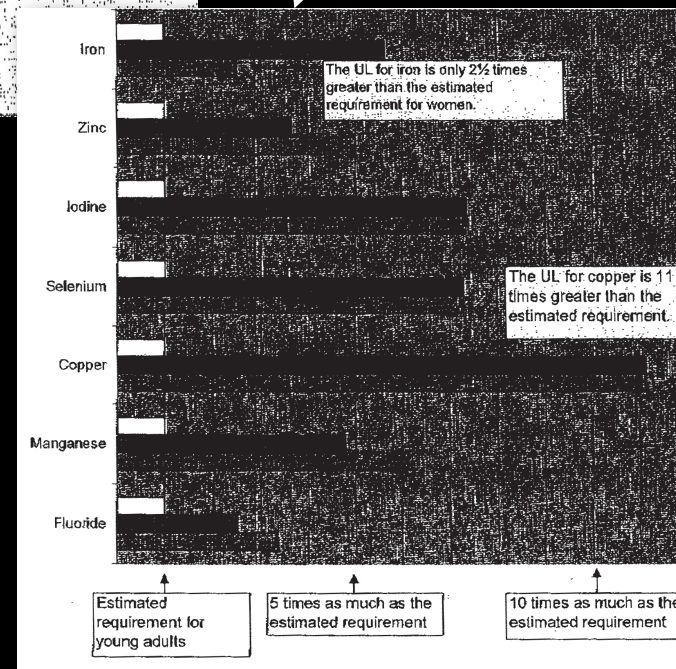 Iron
The UL for iron is only 2½ times
greater than the estimated
requirement for women.
Zinc
Iodine
Selenium
The UL for copper is 11
times greater than the
estimated requirement.
Copper
Manganese
Fluoride
Estimated
requirement for
young adults
5 times as much as the
estimated requirement
10 times as much as the
estimated requirement